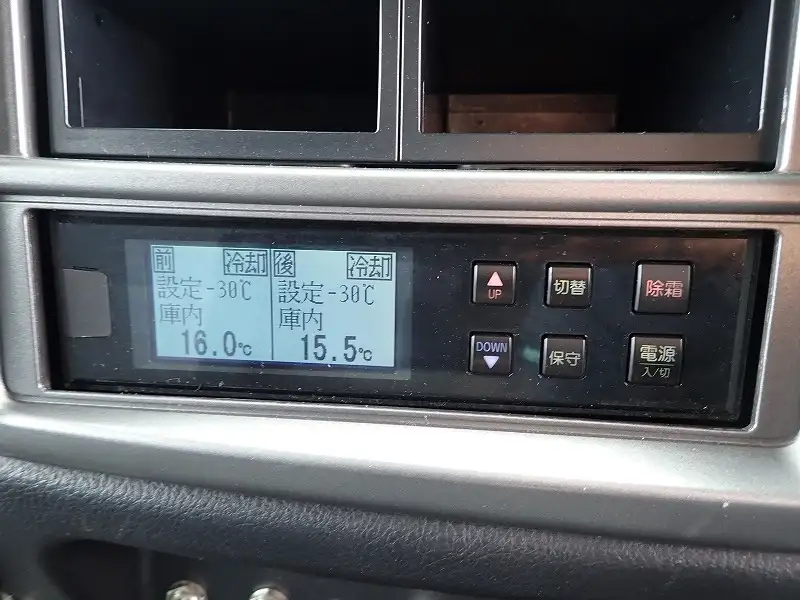 前 冷却 後 冷却
設定-30℃ 設定-30℃
庫内 庫内
16.0℃ 15.5℃
▲ 切替 除霜
UP
DOWN 保守 電源
▼ 入/切